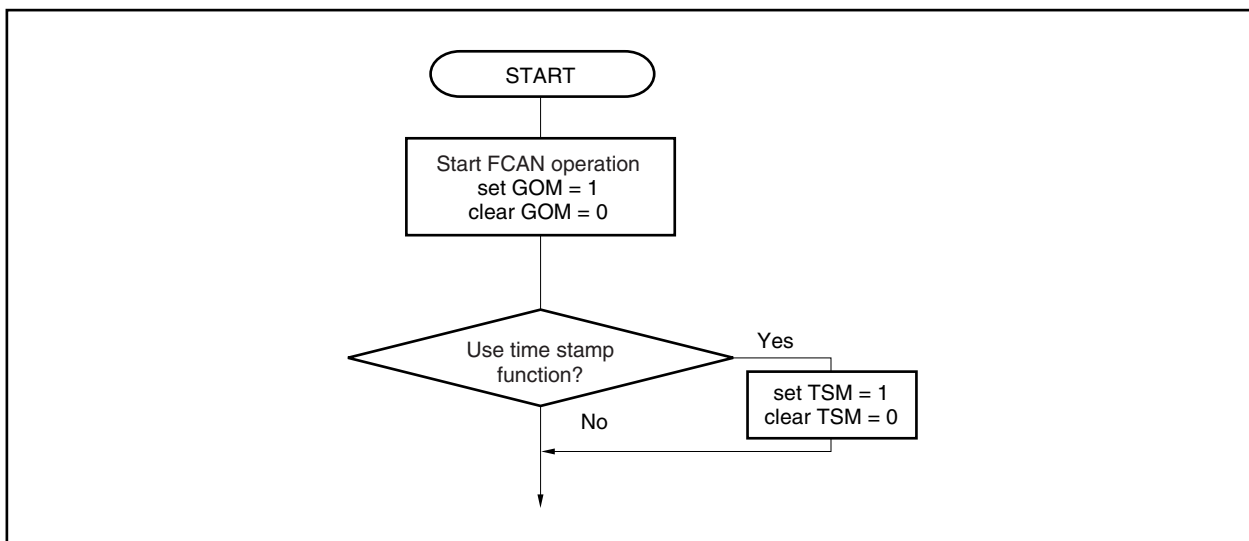 START
Start FCAN operation
set GOM = 1
clear GOM = 0
Use time stamp
function?
Yes
set TSM = 1
clear TSM = 0
No